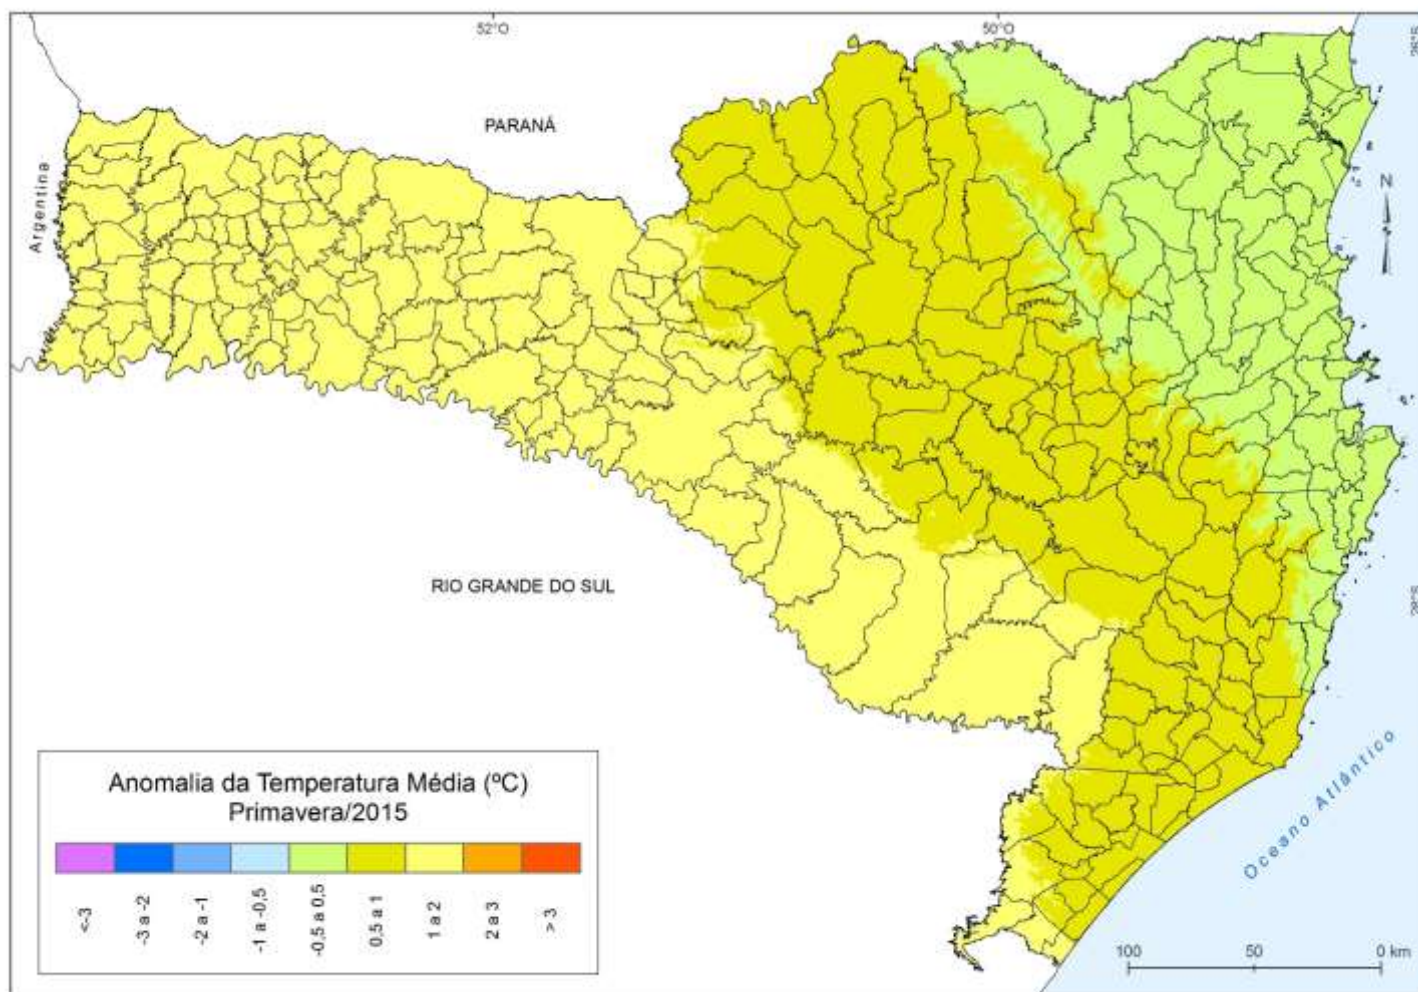 52°O
50°O
26°S
PARANÁ
Argentina
N
RIO GRANDE DO SUL
28°S
Oceano Atlântico
Anomalia da Temperatura Média (ºC)
Primavera/2015
<-3
-3 a -2
-2 a -1
-1 a -0,5
-0,5 a 0,5
0,5 a 1
1 a 2
2 a 3
> 3
100
50
0 km